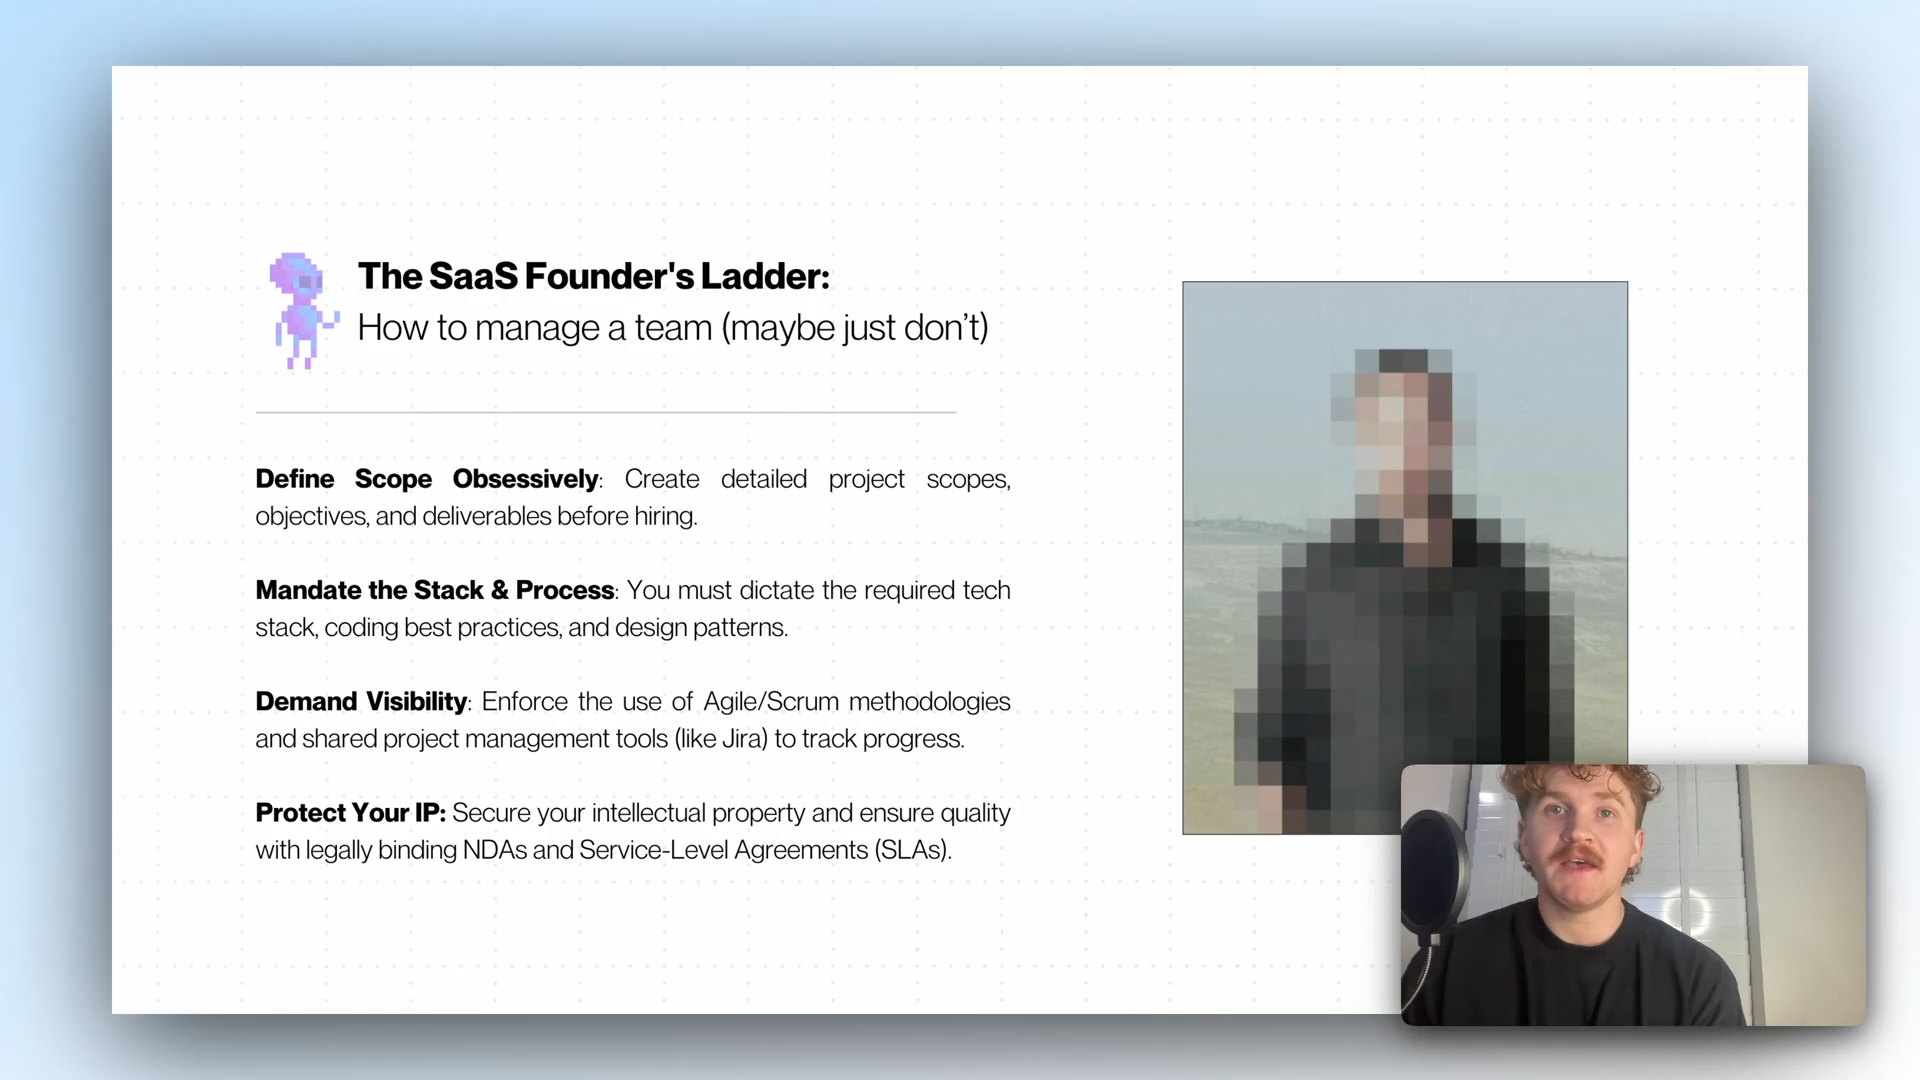 The SaaS Founder's Ladder:
How to manage a team (maybe just don’t)
Define Scope Obsessively: Create detailed project scopes,
objectives, and deliverables before hiring.
Mandate the Stack & Process: You must dictate the required tech
stack, coding best practices, and design patterns.
Demand Visibility: Enforce the use of Agile/Scrum methodologies
and shared project management tools (like Jira) to track progress.
Protect Your IP: Secure your intellectual property and ensure quality
with legally binding NDAs and Service-Level Agreements (SLAs).